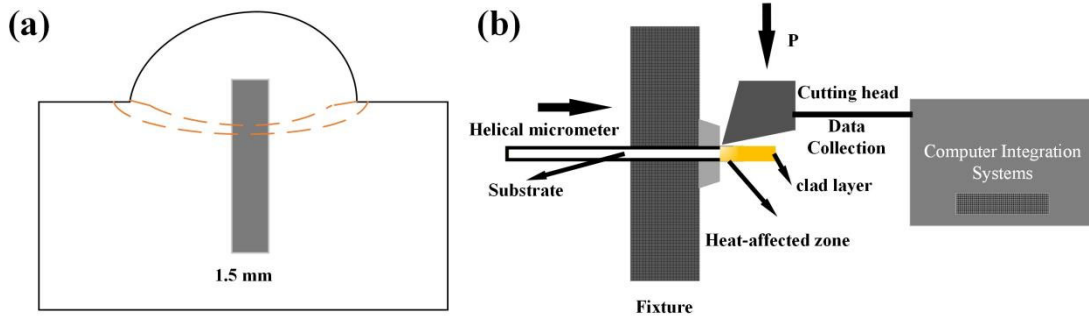 (a)
1.5 mm
(b)
P
Cutting head
Helical micrometer
Data
Collection
Computer Integration
Systems
Substrate
clad layer
Heat-affected zone
Fixture